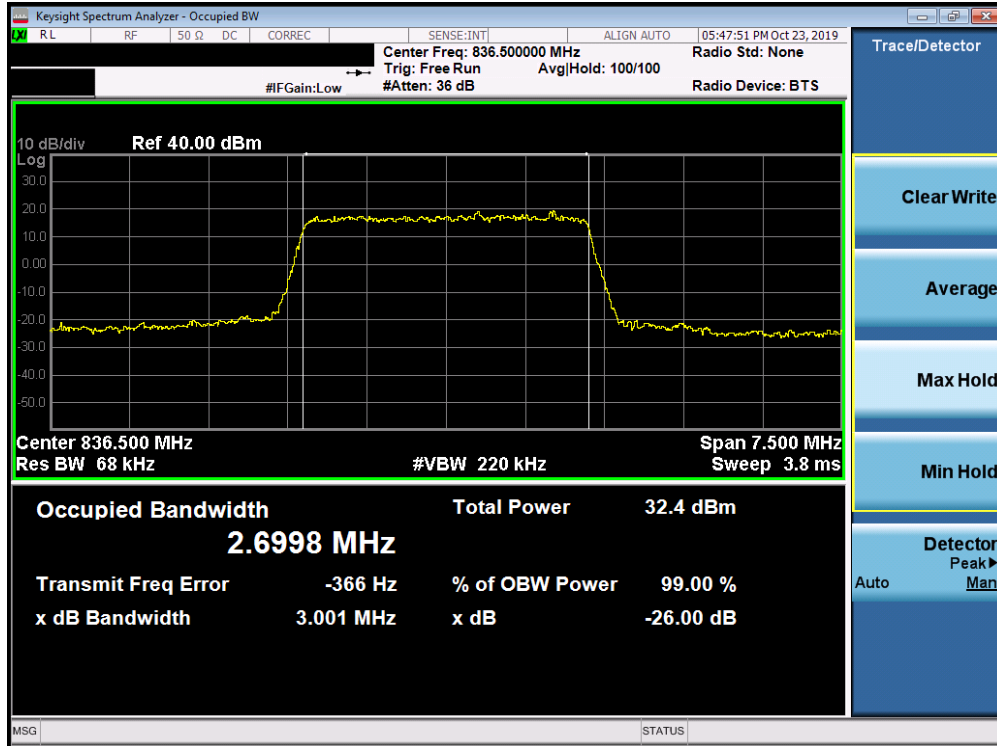 Keysight Spectrum Analyzer - Occupied BW
LXI RL RF 50 Ω DC CORREC SENSE:INT ALIGN AUTO 05:47:51 PM Oct 23, 2019
Center Freq: 836.500000 MHz Radio Std: None
Trig: Free Run Avg|Hold: 100/100
#IFGain:Low #Atten: 36 dB Radio Device: BTS
Trace/Detector
10 dB/div Ref 40.00 dBm
Log
30.0
20.0
10.0
0.00
-10.0
-20.0
-30.0
-40.0
-50.0
Center 836.500 MHz Span 7.500 MHz
Res BW 68 kHz #VBW 220 kHz Sweep 3.8 ms
Occupied Bandwidth Total Power 32.4 dBm
2.6998 MHz
Transmit Freq Error -366 Hz % of OBW Power 99.00 %
x dB Bandwidth 3.001 MHz x dB -26.00 dB
Clear Write
Average
Max Hold
Min Hold
Detector
Peak▶
Auto Man
MSG STATUS